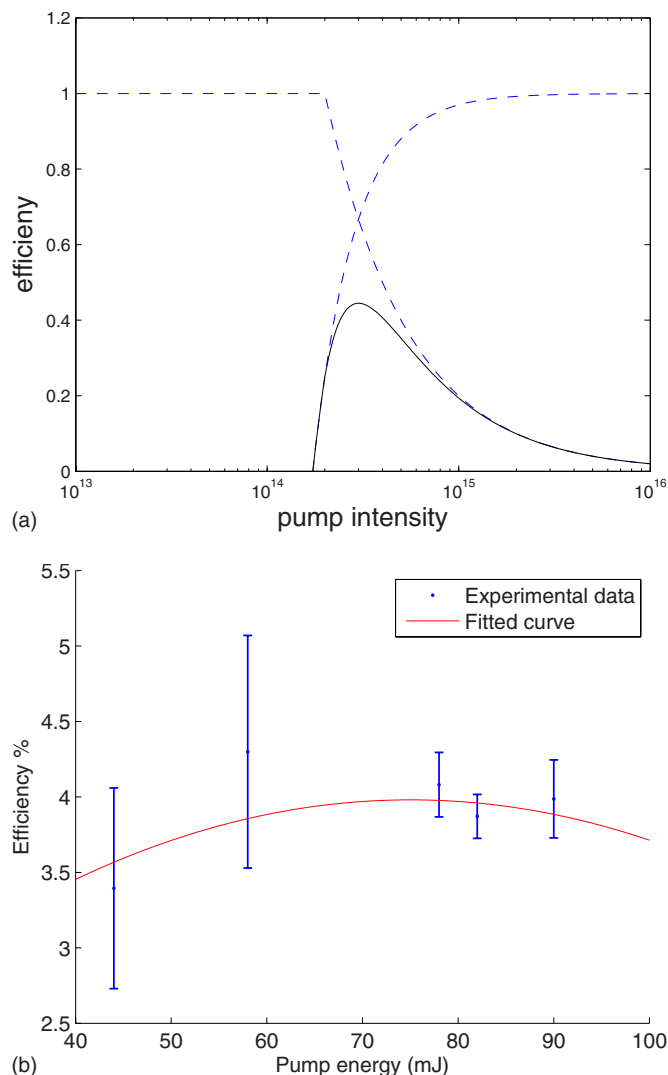 1.2
1
0.8
0.6
0.4
0.2
0
efficieny
10^13 10^14 10^15 10^16
pump intensity
(a)
5.5
5
4.5
4
3.5
3
2.5
Efficiency %
Experimental data
Fitted curve
40 50 60 70 80 90 100
Pump energy (mJ)
(b)